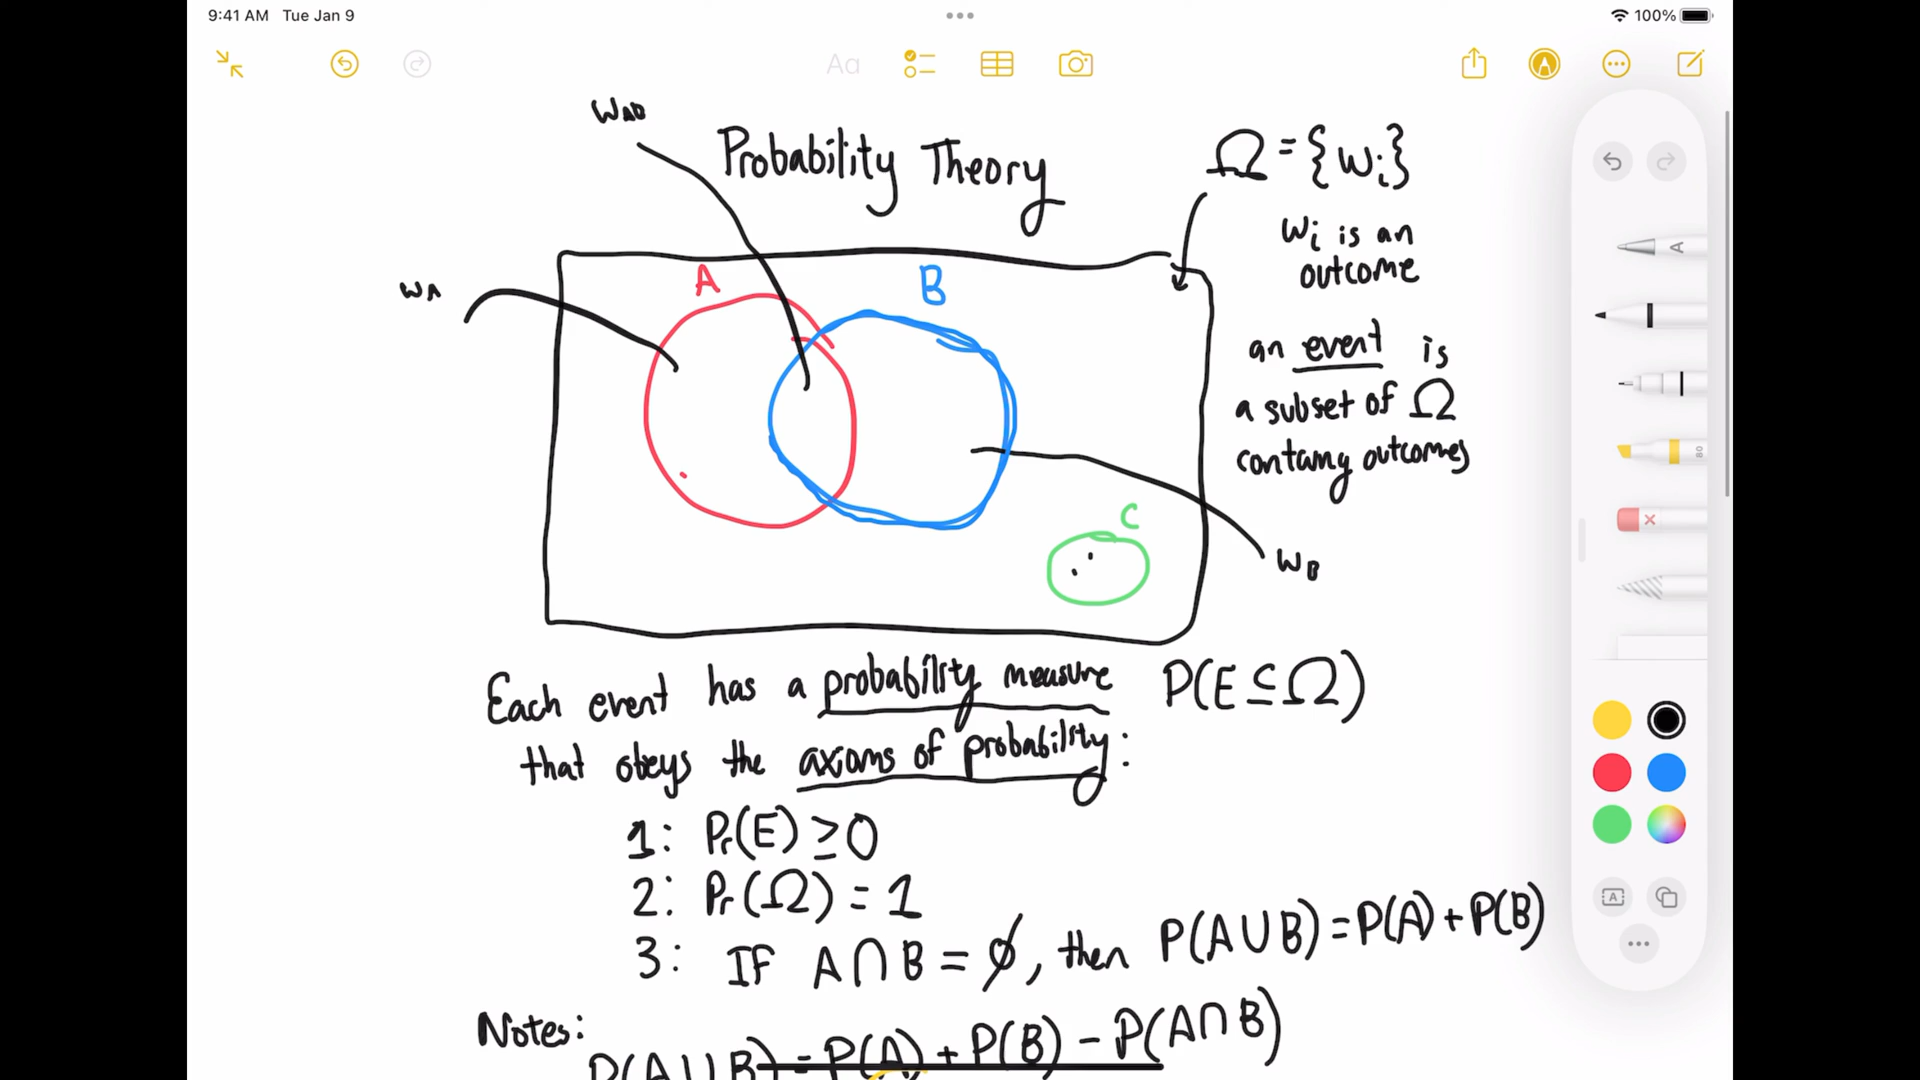 9:41 AM Tue Jan 9
100%
Aa
WAB
Probability Theory
Ω = {wi}
wi is an
outcome
WA
A
B
an event is
a subset of Ω
outcomes
C
WB
Each event has a probability measure P(E ⊆ Ω)
that obeys the axioms of probability:
1: Pr(E) ≥ 0
2: Pr(Ω) = 1
3: IF A ∩ B = ∅, then P(A ∪ B) = P(A) + P(B)
Notes:
P(A ∪ B) = P(A) + P(B) - P(A ∩ B)
A
80
A